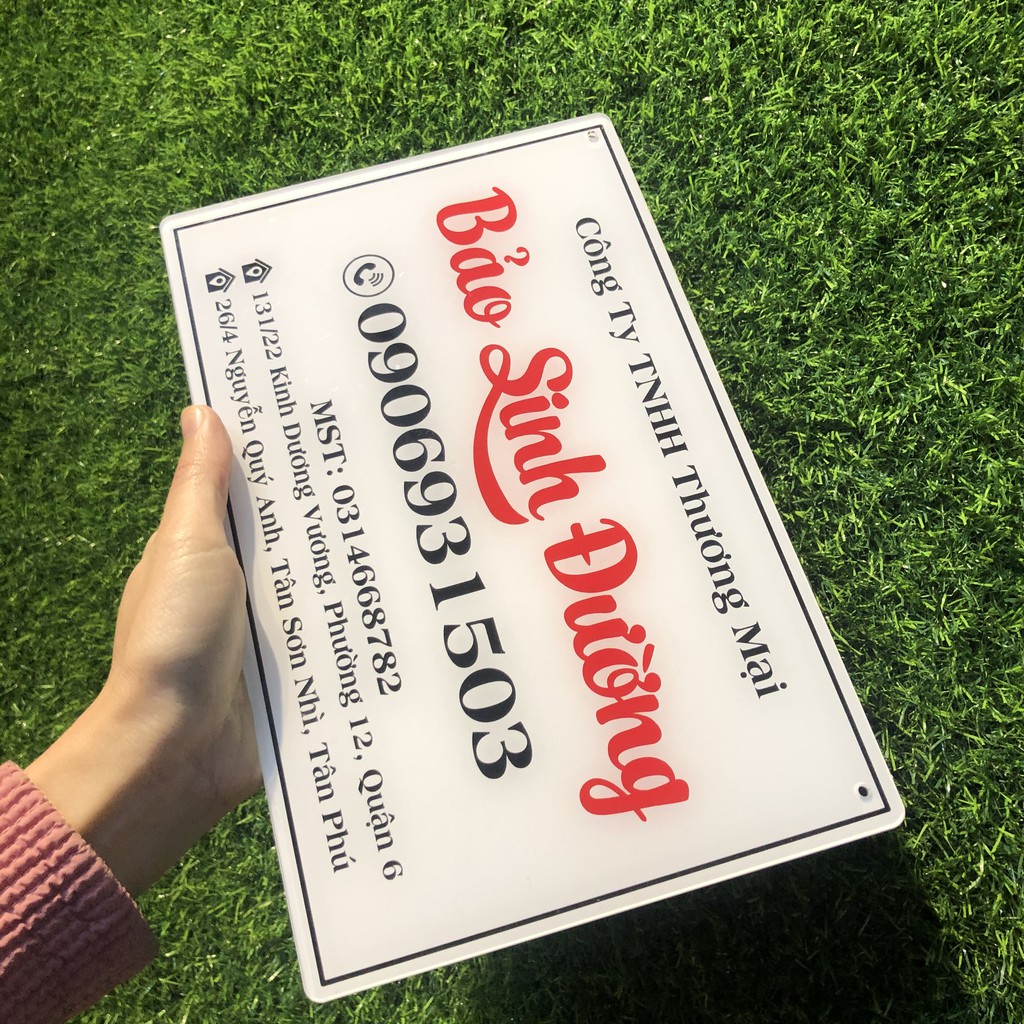 Công Ty TNHH Thương Mại
Bảo Sinh Đường
0906931503
MST: 0314668782
131/22 Kinh Dương Vương, Phường 12, Quận 6
26/4 Nguyễn Quý Anh, Tân Sơn Nhì, Tân Phú